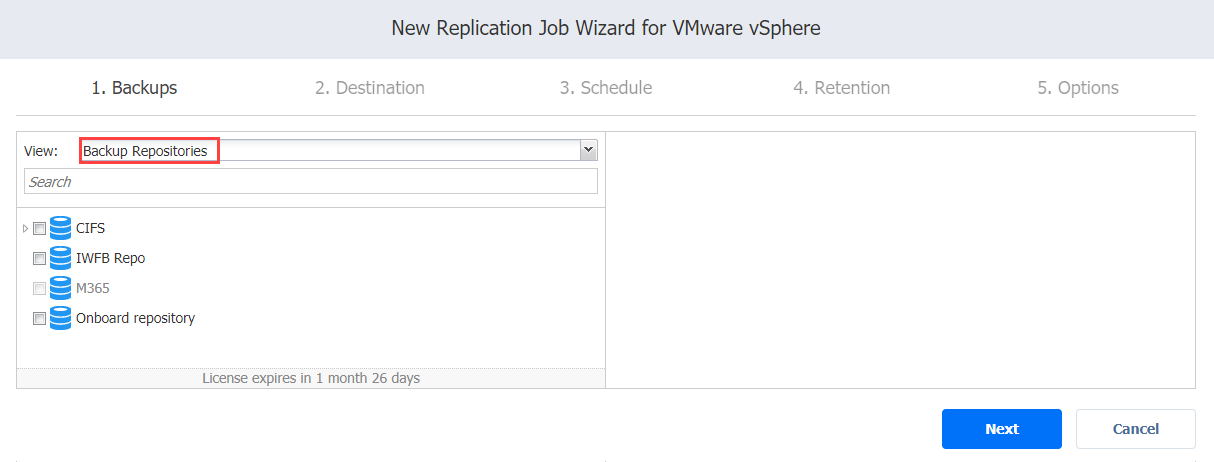 New Replication Job Wizard for VMware vSphere
1. Backups 2. Destination 3. Schedule 4. Retention 5. Options
View: Backup Repositories
Search
CIFS
IWFB Repo
M365
Onboard repository
License expires in 1 month 26 days
Next Cancel